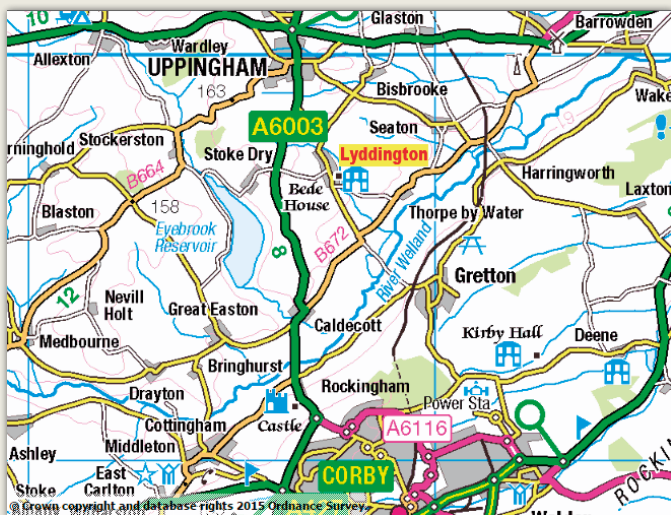 10
Glaston
Barrowden
Wardley
Allexton
UPPINGHAM
163
Bisbrooke
Wake
A6003
Seaton
Stockerston
Stoke Dry
Lyddington
rninghold
B664
Bede
House
Harringworth
Laxton
158
Blaston
Eyebrook
Reservoir
Thorpe by Water
8
B672
River Welland
Gretton
12
Nevill
Holt
Great Easton
Caldecott
Kirby Hall
Deene
Medbourne
Bringhurst
Rockingham
Drayton
Power Sta
Castle
Cottingham
A6116
Middleton
Ashley
East
Carlton
CORBY
ROCKIN
Stoke
© Crown copyright and database rights 2015 Ordnance Survey